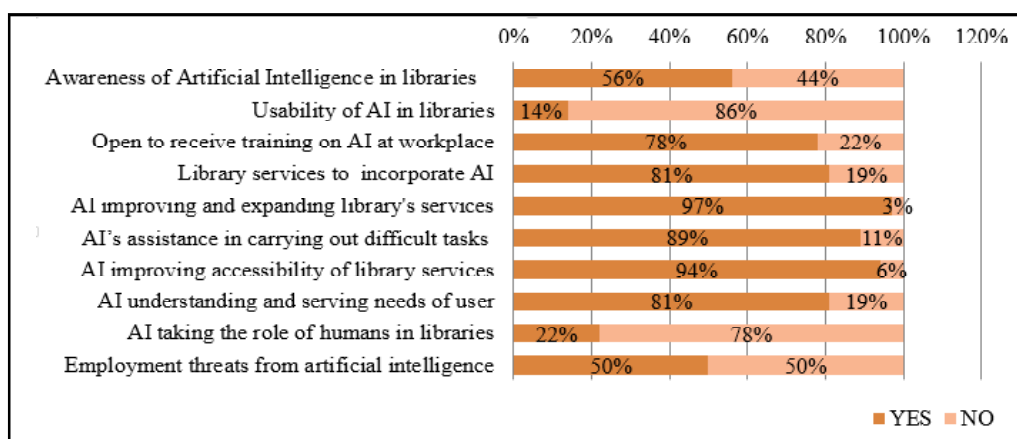 0% 20% 40% 60% 80% 100% 120%
Awareness of Artificial Intelligence in libraries 56% 44%
Usability of AI in libraries 14% 86%
Open to receive training on AI at workplace 78% 22%
Library services to incorporate AI 81% 19%
AI improving and expanding library's services 97% 3%
AI's assistance in carrying out difficult tasks 89% 11%
AI improving accessibility of library services 94% 6%
AI understanding and serving needs of user 81% 19%
AI taking the role of humans in libraries 22% 78%
Employment threats from artificial intelligence 50% 50%
YES NO